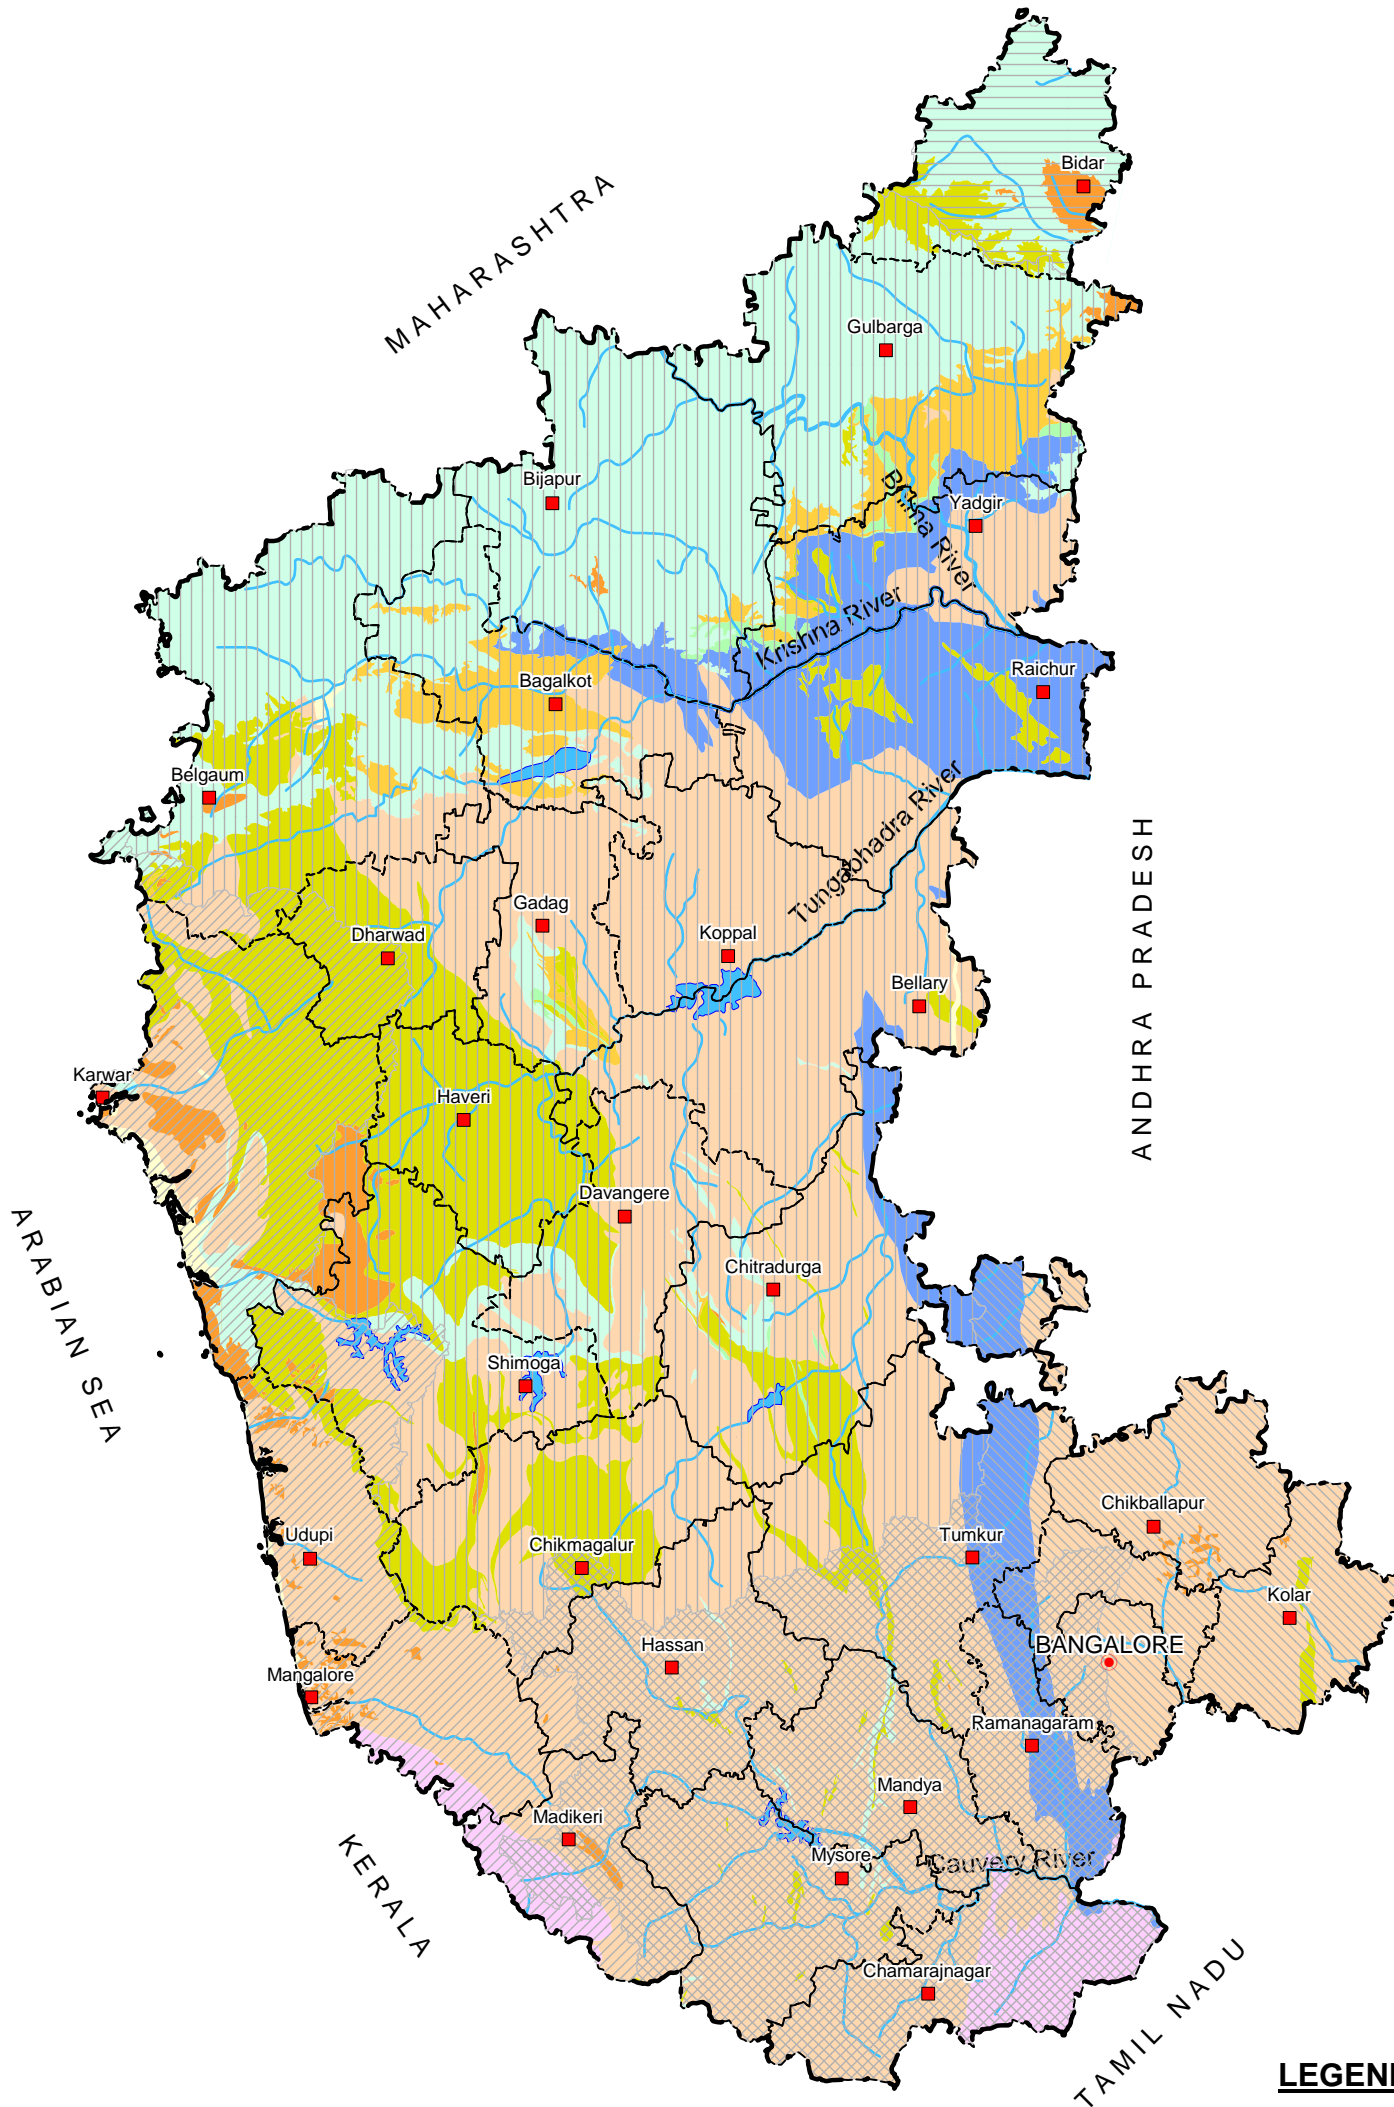 Bidar
MAHARASHTRA
Gulbarga
Bijapur
Bhima River
Yadgir
Krishna River
Raichur
Bagalkot
Belgaum
Tungabhadra River
ANDHRA PRADESH
Gadag
Dharwad
Koppal
Bellary
Karwar
Haveri
Davangere
ARABIAN SEA
Chitradurga
Shimoga
Chikballapur
Udupi
Chikmagalur
Tumkur
Kolar
Hassan
BANGALORE
Mangalore
Ramanagaram
Mandya
Madikeri
Mysore
Cauvery River
KERALA
Chamarajnagar
TAMIL NADU
LEGEN